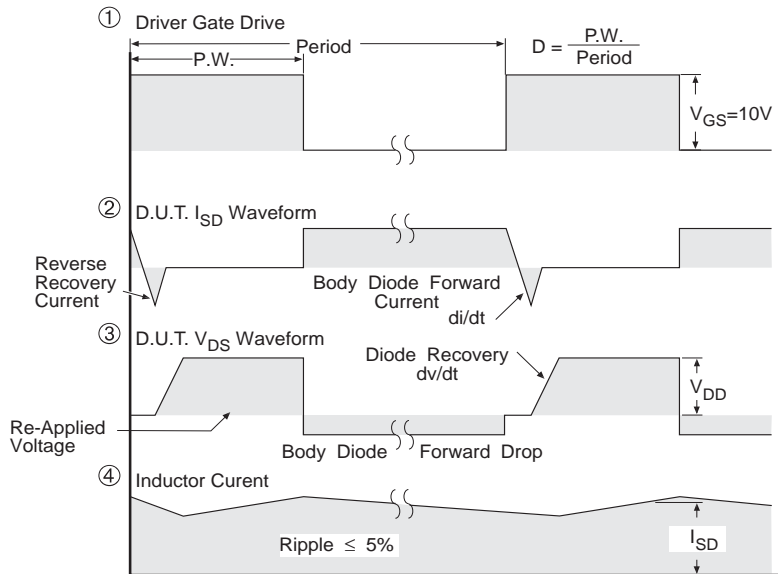 ① Driver Gate Drive
Period
P.W.
D = P.W. / Period
V_GS=10V
② D.U.T. I_SD Waveform
Reverse
Recovery
Current
Body Diode Forward
Current
di/dt
③ D.U.T. V_DS Waveform
Diode Recovery
dv/dt
V_DD
Re-Applied
Voltage
Body Diode Forward Drop
④ Inductor Curent
Ripple ≤ 5%
I_SD